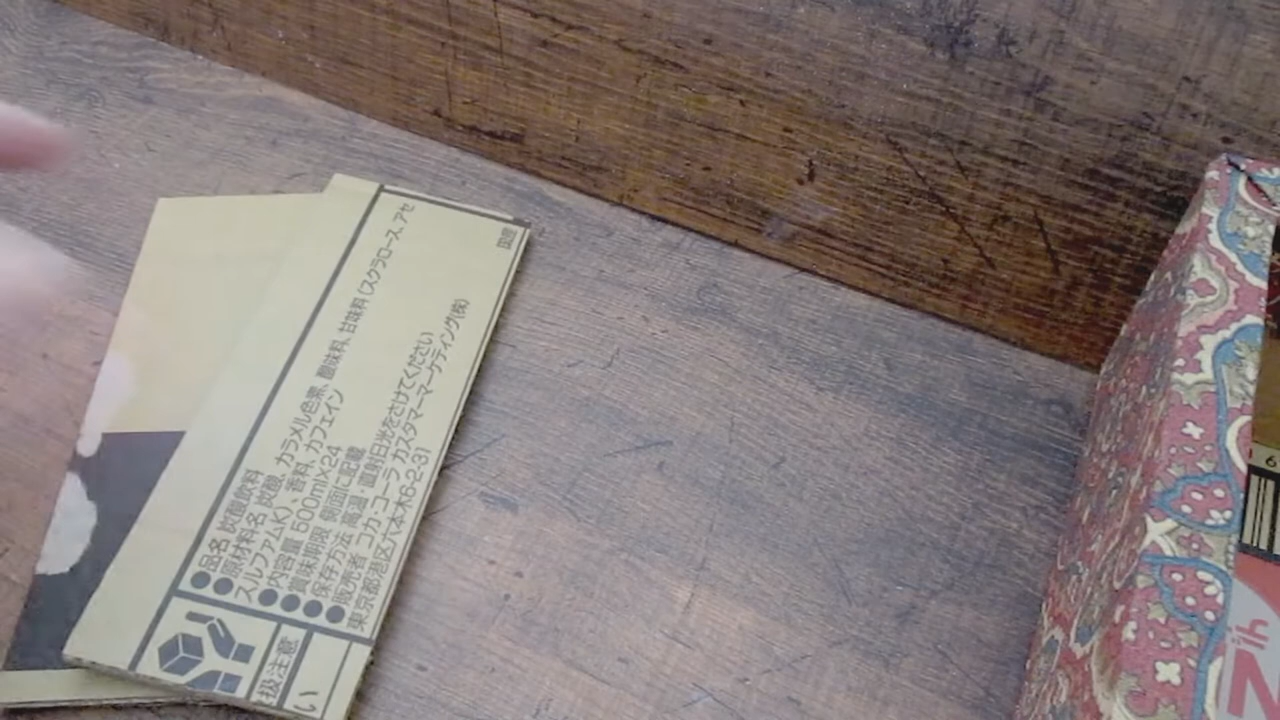 ●品名 炭酸飲料
●原材料名 炭酸、カラメル色素、酸味料、甘味料(スクラロース、アセ
スルファムK)、香料、カフェイン
●内容量 500ml×24
●賞味期限 側面に記載
●保存方法 高温・直射日光をさけてください
●販売者 コカ・コーラ カスタマーマーケティング(株)
東京都港区六本木6-2-31
国産
扱注意
い
6